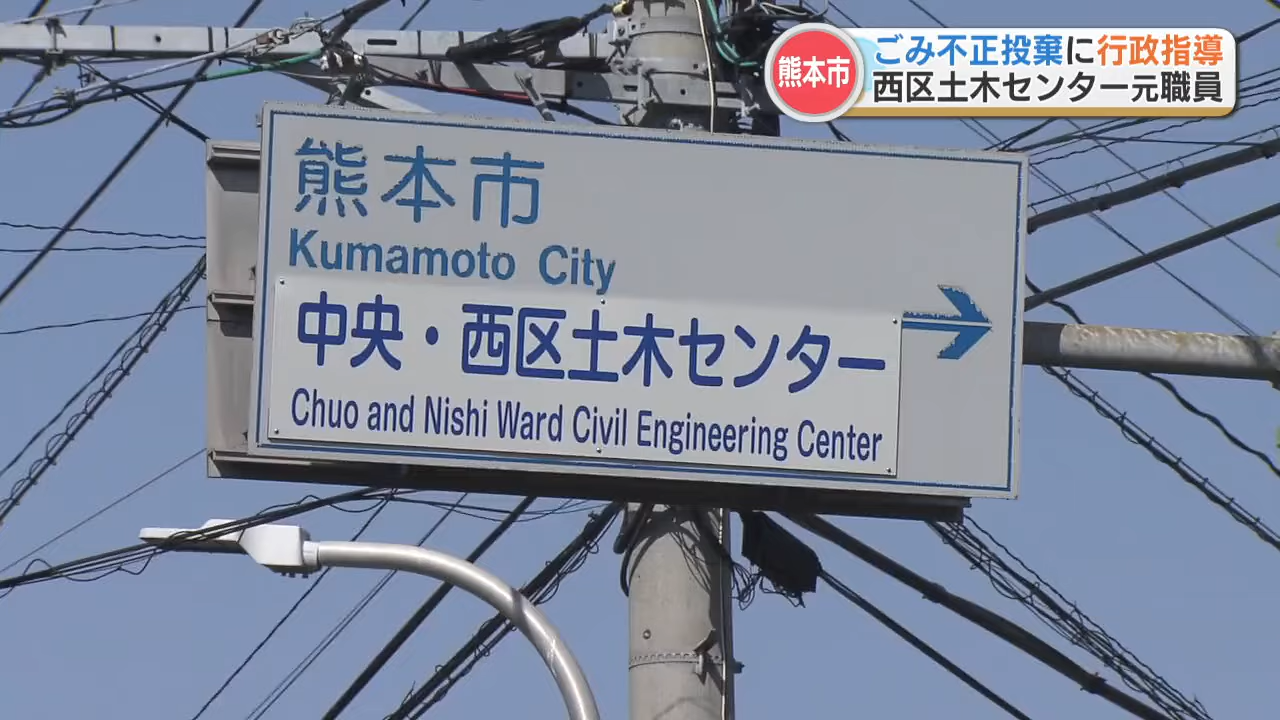 熊本市
ごみ不正投棄に行政指導
西区土木センター元職員
熊本市
Kumamoto City
中央・西区土木センター
Chuo and Nishi Ward Civil Engineering Center